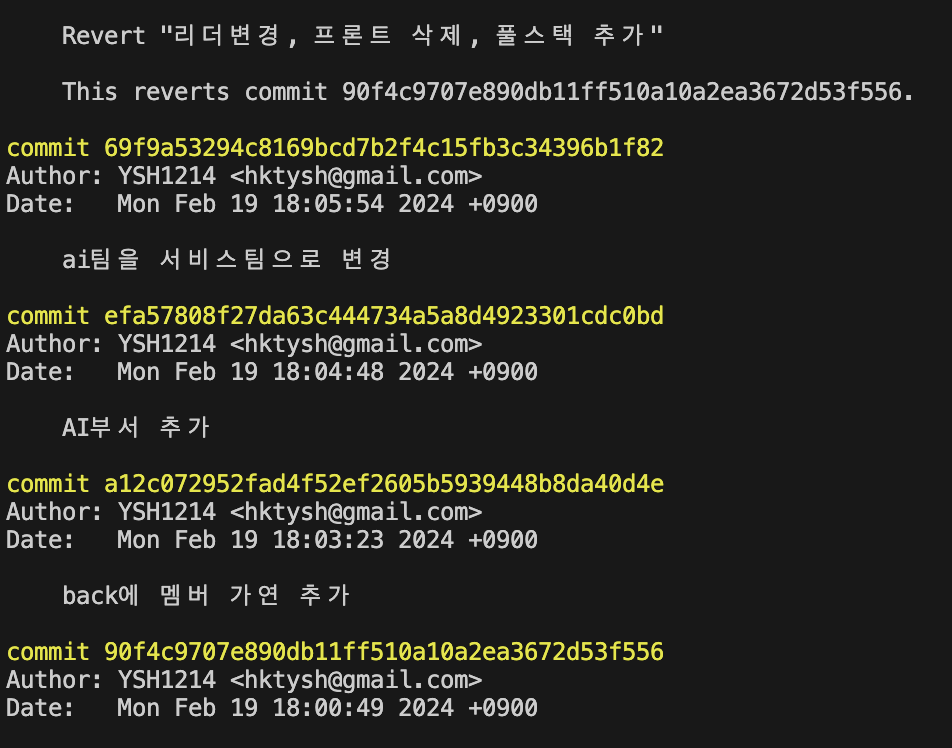 Revert "리더변경, 프론트 삭제, 풀스택 추가"
This reverts commit 90f4c9707e890db11ff510a10a2ea3672d53f556.
commit 69f9a53294c8169bcd7b2f4c15fb3c34396b1f82
Author: YSH1214 <hktysh@gmail.com>
Date:   Mon Feb 19 18:05:54 2024 +0900
ai팀을 서비스팀으로 변경
commit efa57808f27da63c444734a5a8d4923301cdc0bd
Author: YSH1214 <hktysh@gmail.com>
Date:   Mon Feb 19 18:04:48 2024 +0900
AI부서 추가
commit a12c072952fad4f52ef2605b5939448b8da40d4e
Author: YSH1214 <hktysh@gmail.com>
Date:   Mon Feb 19 18:03:23 2024 +0900
back에 멤버 가연 추가
commit 90f4c9707e890db11ff510a10a2ea3672d53f556
Author: YSH1214 <hktysh@gmail.com>
Date:   Mon Feb 19 18:00:49 2024 +0900